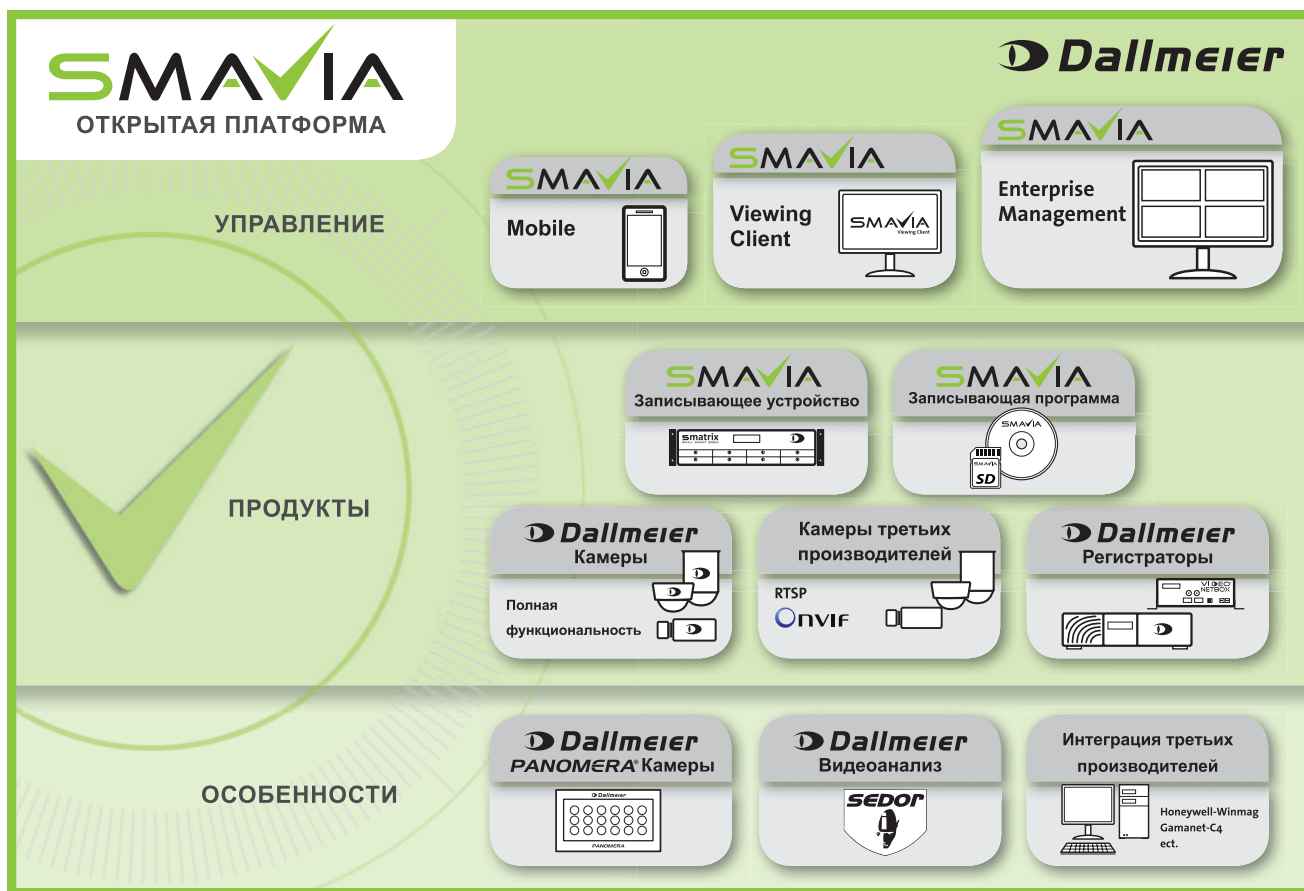 SMAVIA
ОТКРЫТАЯ ПЛАТФОРМА
Dallmeier
УПРАВЛЕНИЕ
SMAVIA
Mobile
SMAVIA
Viewing
Client
SMAVIA
Viewing Client
SMAVIA
Enterprise
Management
ПРОДУКТЫ
SMAVIA
Записывающее устройство
smatrix
SMALL SMART SEDOR
SMAVIA
Записывающая программа
SMAVIA
SMAVIA
SD
Dallmeier
Камеры
Полная
функциональность
Камеры третьих
производителей
RTSP
ONVIF
Dallmeier
Регистраторы
VIDEO
NETBOX
ОСОБЕННОСТИ
Dallmeier
PANOMERA® Камеры
Dallmeier
PANOMERA
Dallmeier
Видеоанализ
SEDOR
Интеграция третьих
производителей
Honeywell-Winmag
Gamanet-C4
ect.